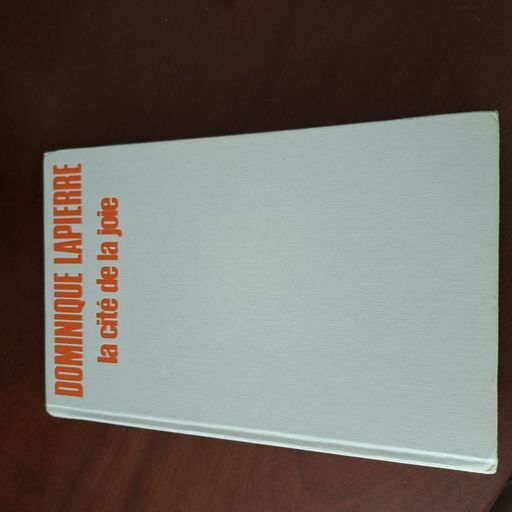 DOMINIQUE LAPIERRE
la cité de la joie